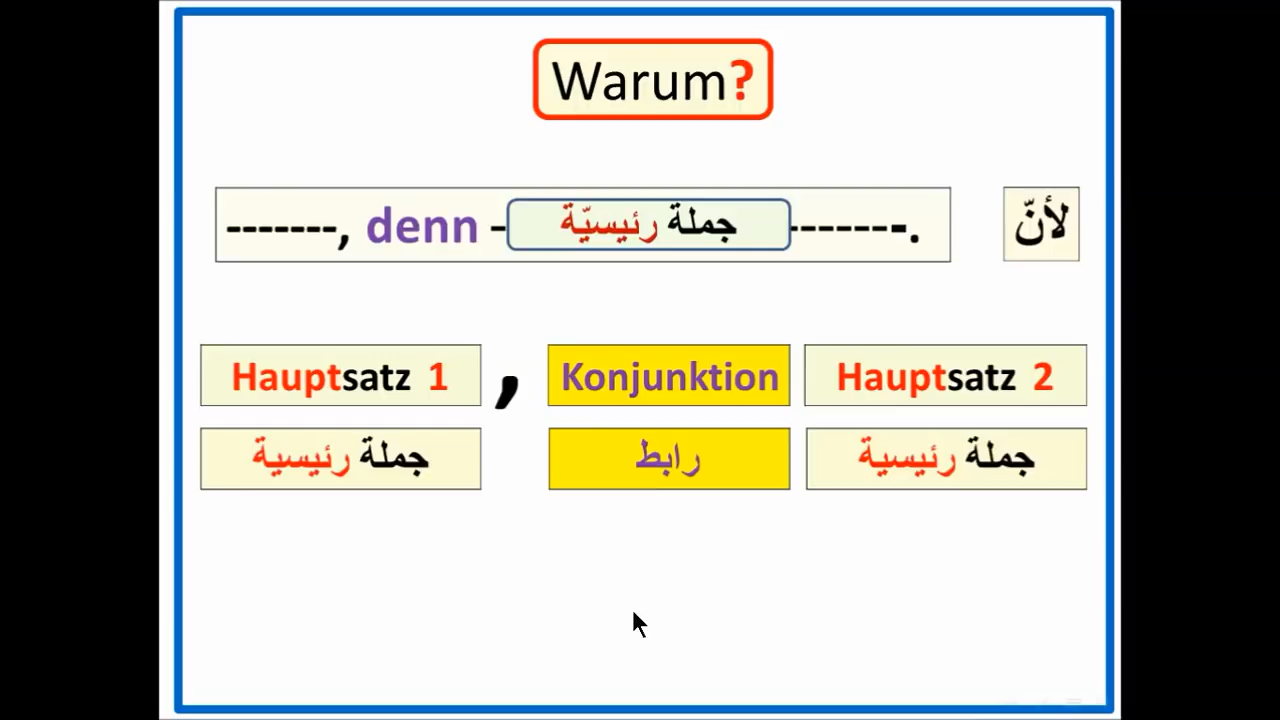 Warum?
-------, denn - جملة رئيسيّة -------. لأنّ
Hauptsatz 1 , Konjunktion Hauptsatz 2
جملة رئيسية رابط جملة رئيسية